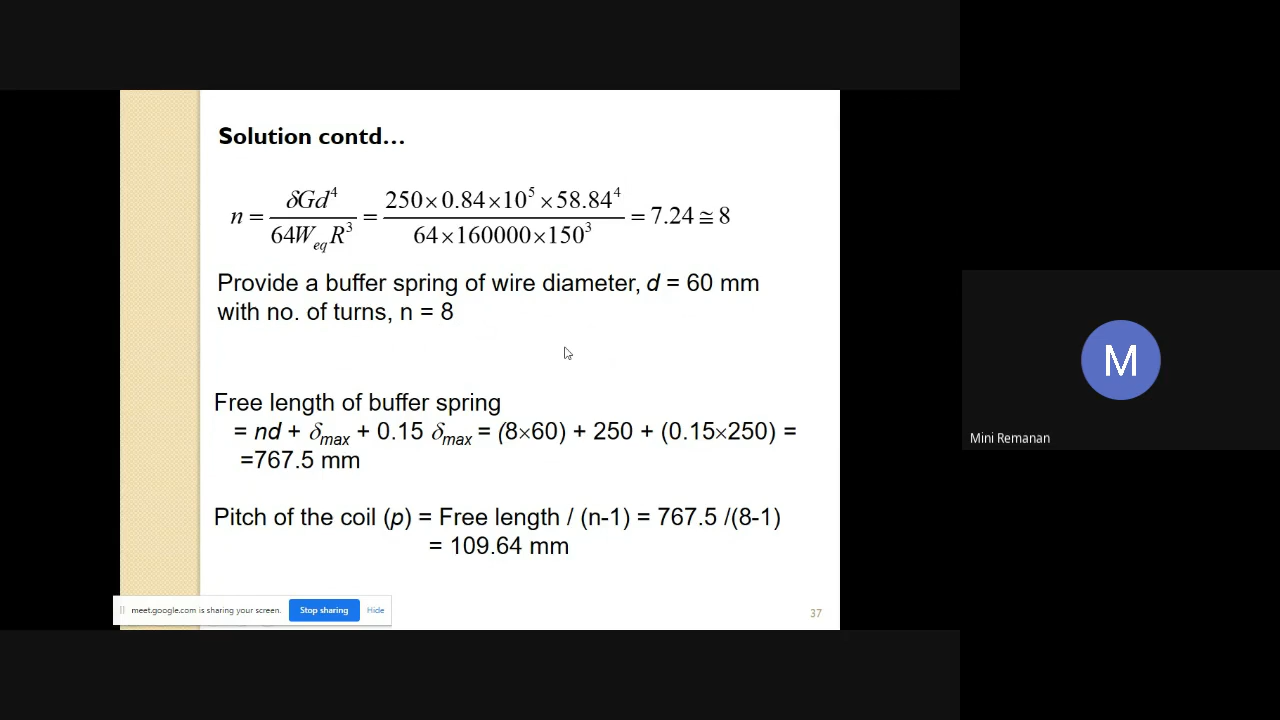 Solution contd...
n = δGd⁴ / 64W_eq R³ = 250×0.84×10⁵×58.84⁴ / 64×160000×150³ = 7.24 ≅ 8
Provide a buffer spring of wire diameter, d = 60 mm
with no. of turns, n = 8
Free length of buffer spring
= nd + δmax + 0.15 δmax = (8×60) + 250 + (0.15×250) =
=767.5 mm
Pitch of the coil (p) = Free length / (n-1) = 767.5 /(8-1)
= 109.64 mm
meet.google.com is sharing your screen. Stop sharing Hide
37
M
Mini Remanan